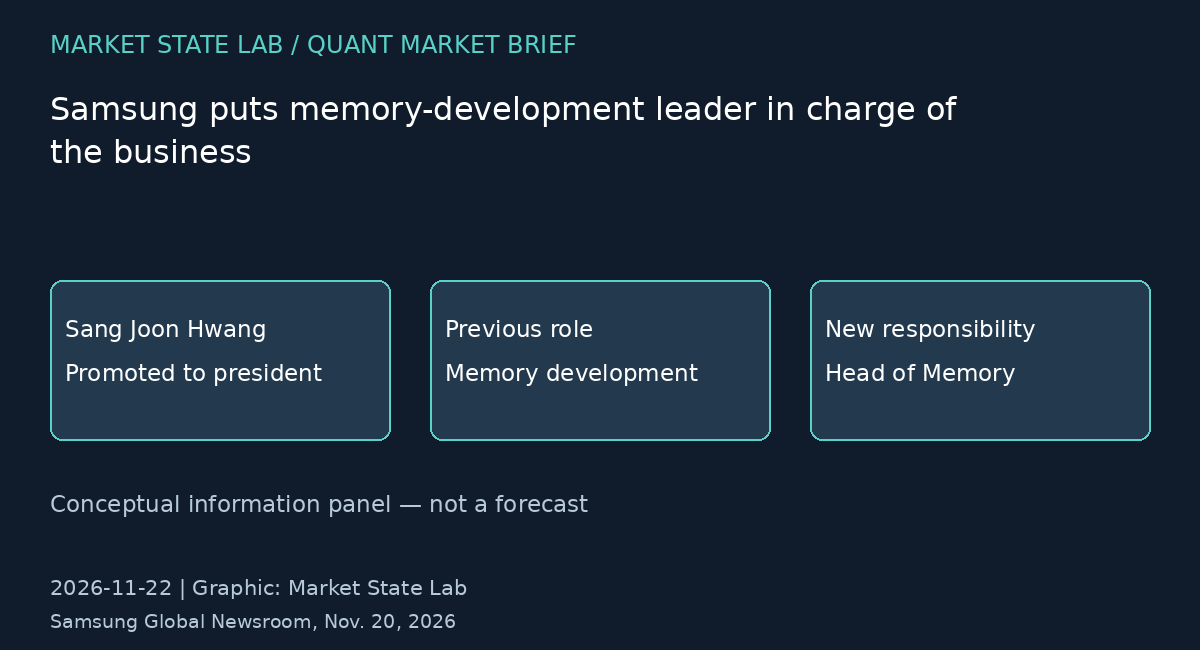 MARKET STATE LAB / QUANT MARKET BRIEF
Samsung puts memory-development leader in charge of
the business
Sang Joon Hwang
Promoted to president
Previous role
Memory development
New responsibility
Head of Memory
Conceptual information panel — not a forecast
2026-11-22 | Graphic: Market State Lab
Samsung Global Newsroom, Nov. 20, 2026